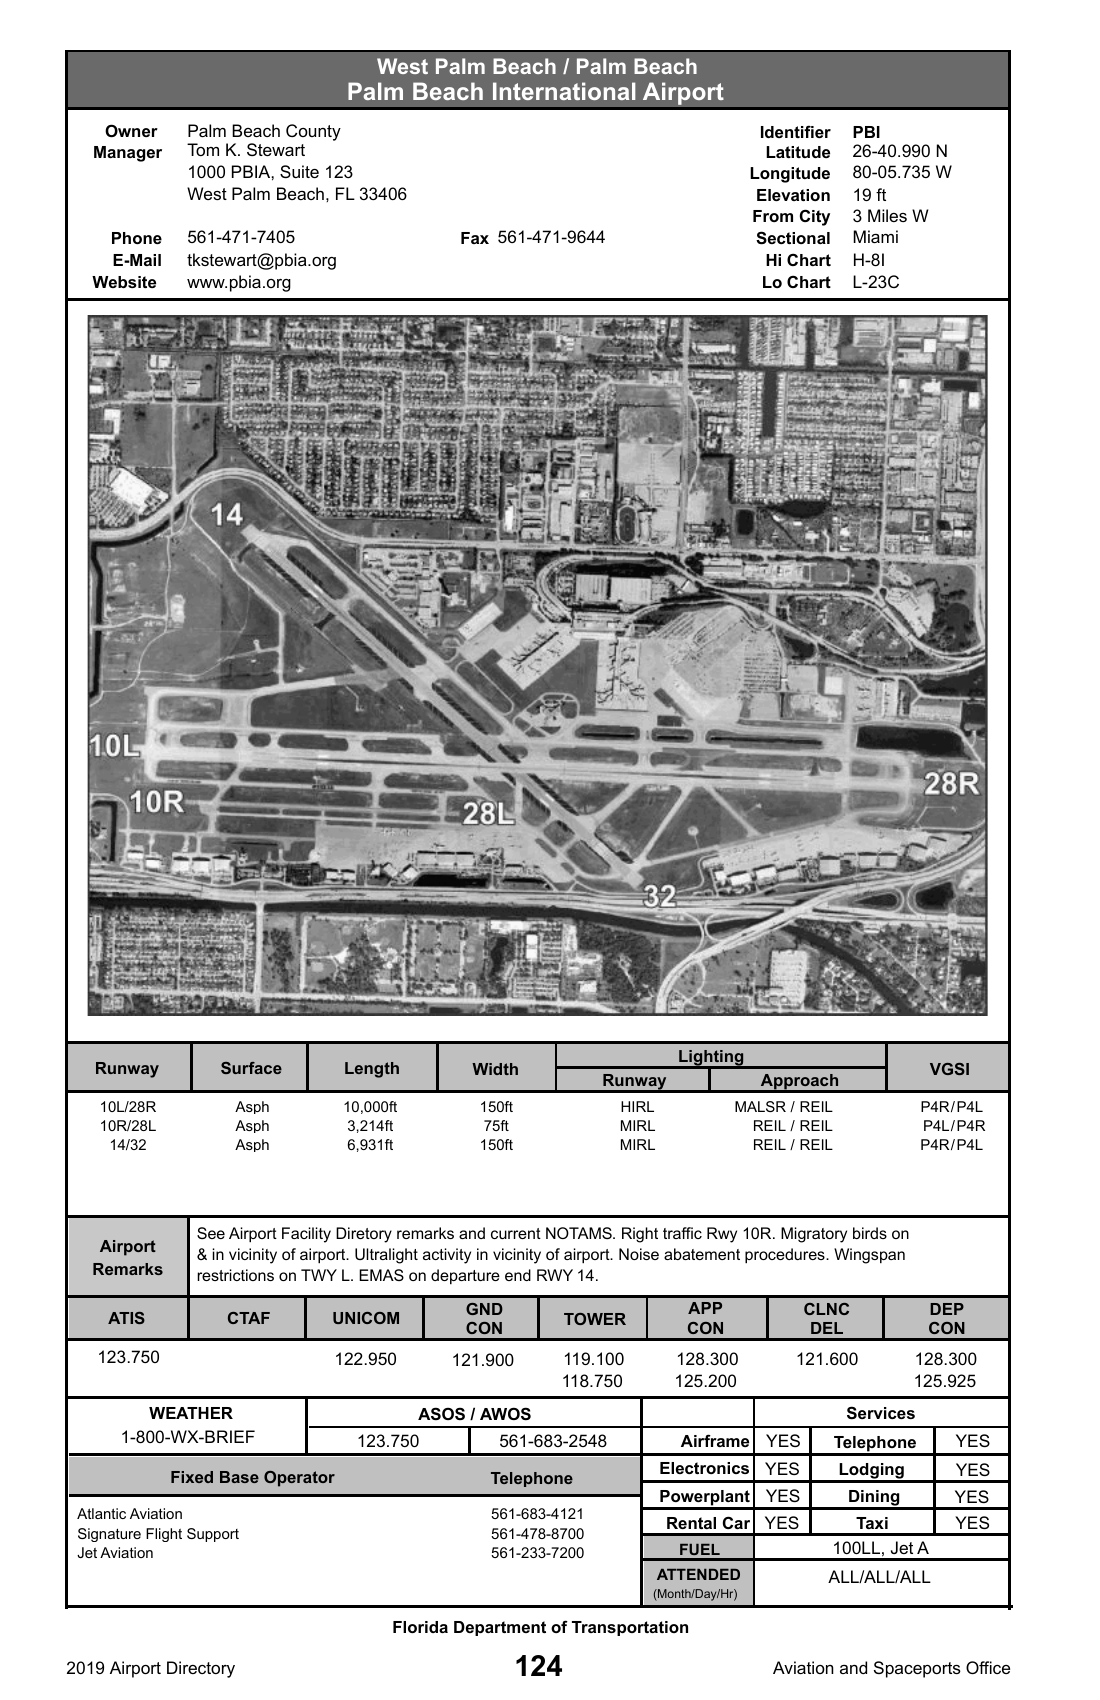 West Palm Beach / Palm Beach
Palm Beach International Airport
Owner Palm Beach County
Manager Tom K. Stewart
1000 PBIA, Suite 123
West Palm Beach, FL 33406
Phone 561-471-7405 Fax 561-471-9644
E-Mail tkstewart@pbia.org
Website www.pbia.org
Identifier PBI
Latitude 26-40.990 N
Longitude 80-05.735 W
Elevation 19 ft
From City 3 Miles W
Sectional Miami
Hi Chart H-8I
Lo Chart L-23C
14
10L
28R
10R
28L
32
Runway Surface Length Width Lighting VGSI
Runway Approach
10L/28R Asph 10,000ft 150ft HIRL MALSR / REIL P4R/P4L
10R/28L Asph 3,214ft 75ft MIRL REIL / REIL P4L/P4R
14/32 Asph 6,931ft 150ft MIRL REIL / REIL P4R/P4L
Airport Remarks
See Airport Facility Diretory remarks and current NOTAMS. Right traffic Rwy 10R. Migratory birds on
& in vicinity of airport. Ultralight activity in vicinity of airport. Noise abatement procedures. Wingspan
restrictions on TWY L. EMAS on departure end RWY 14.
ATIS CTAF UNICOM GND CON TOWER APP CON CLNC DEL DEP CON
123.750 122.950 121.900 119.100 128.300 121.600 128.300
118.750 125.200 125.925
WEATHER ASOS / AWOS Services
1-800-WX-BRIEF 123.750 561-683-2548
Airframe YES Telephone YES
Electronics YES Lodging YES
Powerplant YES Dining YES
Rental Car YES Taxi YES
FUEL 100LL, Jet A
ATTENDED ALL/ALL/ALL
(Month/Day/Hr)
Fixed Base Operator Telephone
Atlantic Aviation 561-683-4121
Signature Flight Support 561-478-8700
Jet Aviation 561-233-7200
Florida Department of Transportation
2019 Airport Directory 124 Aviation and Spaceports Office